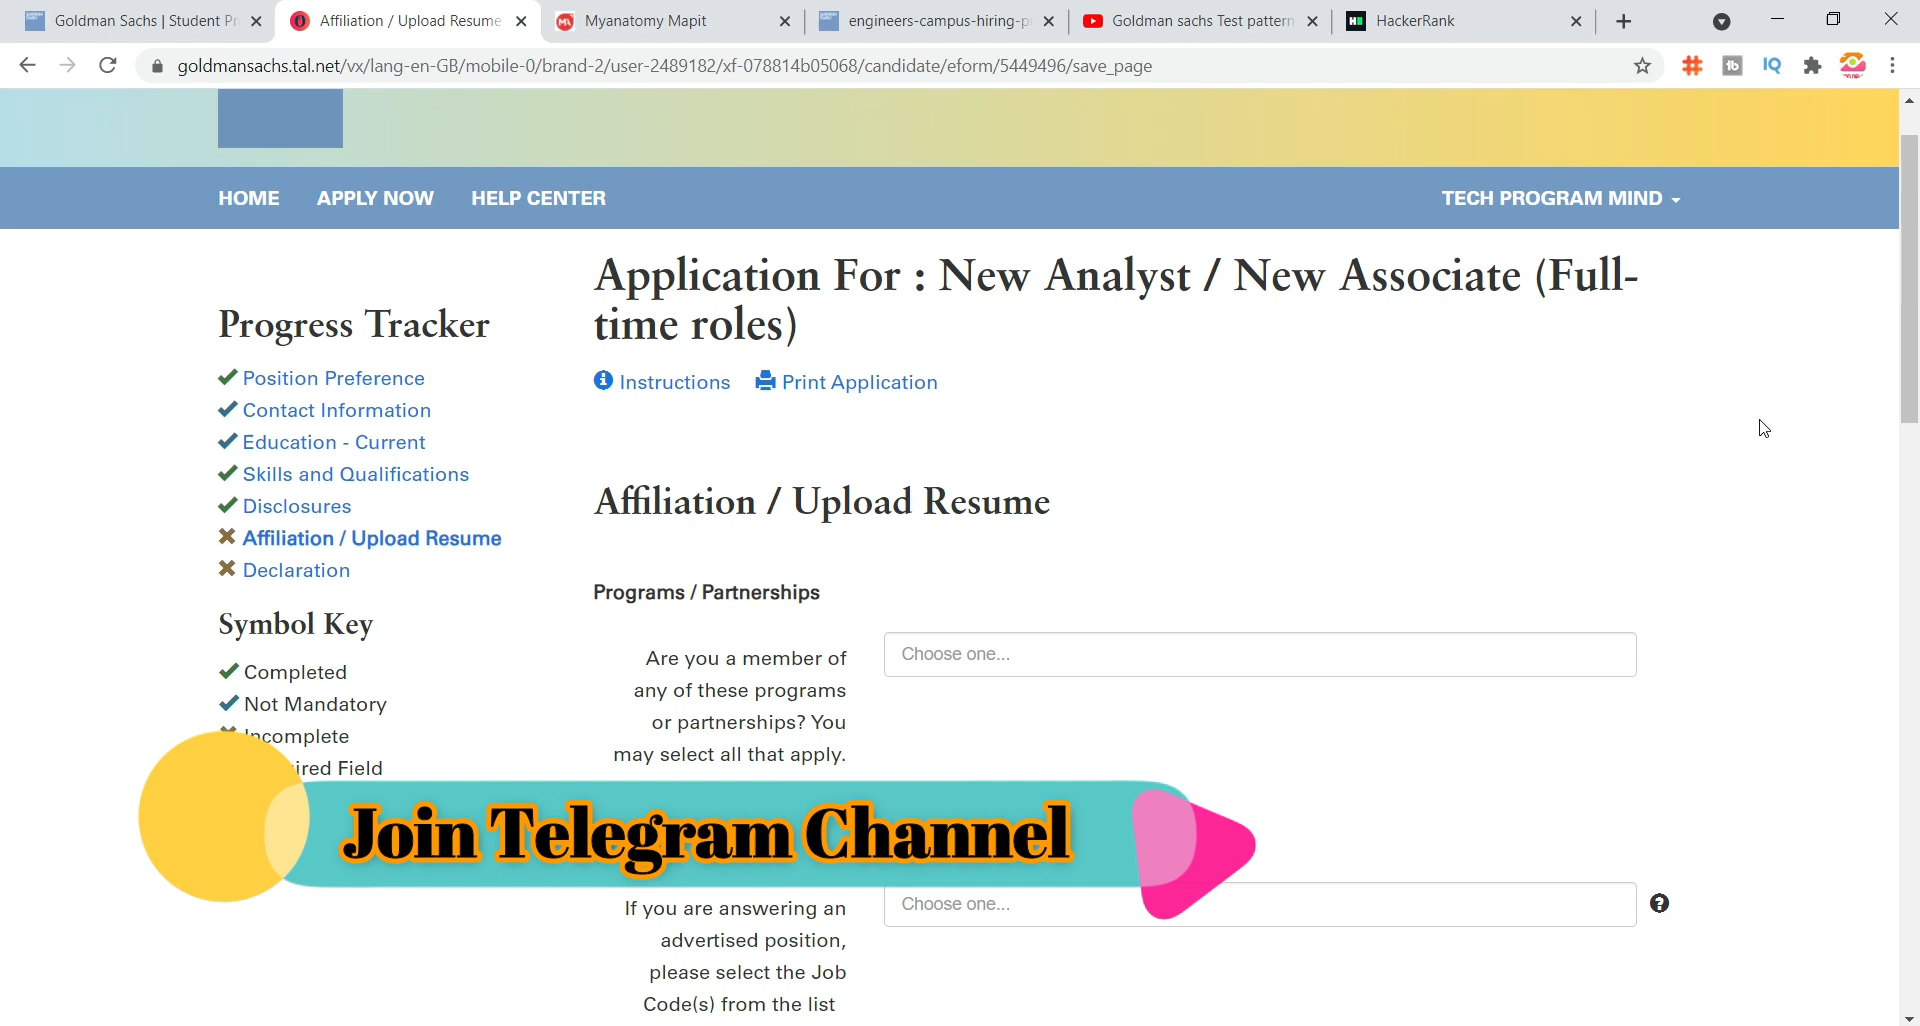 Goldman Sachs | Student Pr
Affiliation / Upload Resume
Myanatomy Mapit
engineers-campus-hiring-p
Goldman sachs Test pattern
HackerRank
goldmansachs.tal.net/vx/lang-en-GB/mobile-0/brand-2/user-2489182/xf-078814b05068/candidate/eform/5449496/save_page
HOME APPLY NOW HELP CENTER TECH PROGRAM MIND
Application For : New Analyst / New Associate (Full-
time roles)
Instructions Print Application
Progress Tracker
Position Preference
Contact Information
Education - Current
Skills and Qualifications
Disclosures
Affiliation / Upload Resume
Declaration
Symbol Key
Completed
Not Mandatory
Incomplete
ired Field
Affiliation / Upload Resume
Programs / Partnerships
Are you a member of
any of these programs
or partnerships? You
may select all that apply.
Choose one...
Join Telegram Channel
If you are answering an
advertised position,
please select the Job
Code(s) from the list
Choose one...